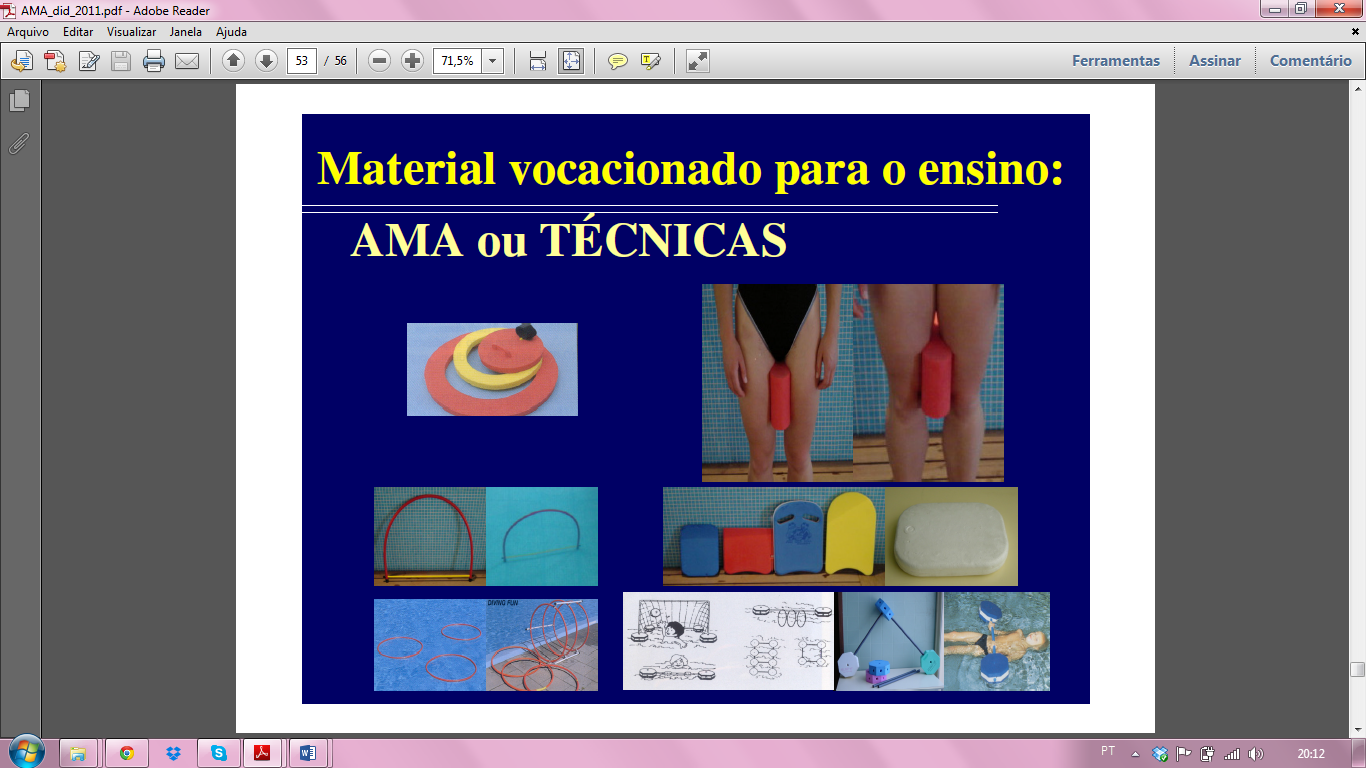 AMA_did_2011.pdf - Adobe Reader
Arquivo Editar Visualizar Janela Ajuda
53 / 56 71,5% Ferramentas Assinar Comentário
Material vocacionado para o ensino:
AMA ou TÉCNICAS
DIVING FUN
PT 20:12